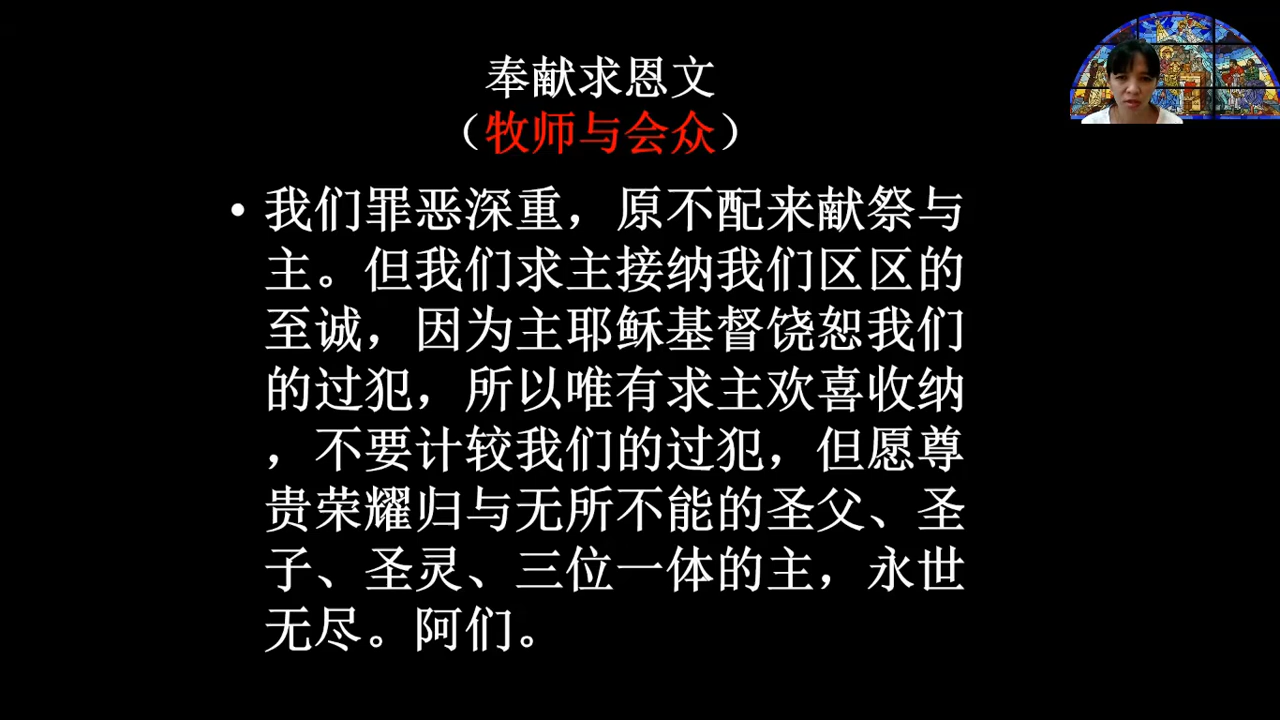 奉献求恩文
（牧师与会众）
• 我们罪恶深重，原不配来献祭与
主。但我们求主接纳我们区区的
至诚，因为主耶稣基督饶恕我们
的过犯，所以唯有求主欢喜收纳
，不要计较我们的过犯，但愿尊
贵荣耀归与无所不能的圣父、圣
子、圣灵、三位一体的主，永世
无尽。阿们。